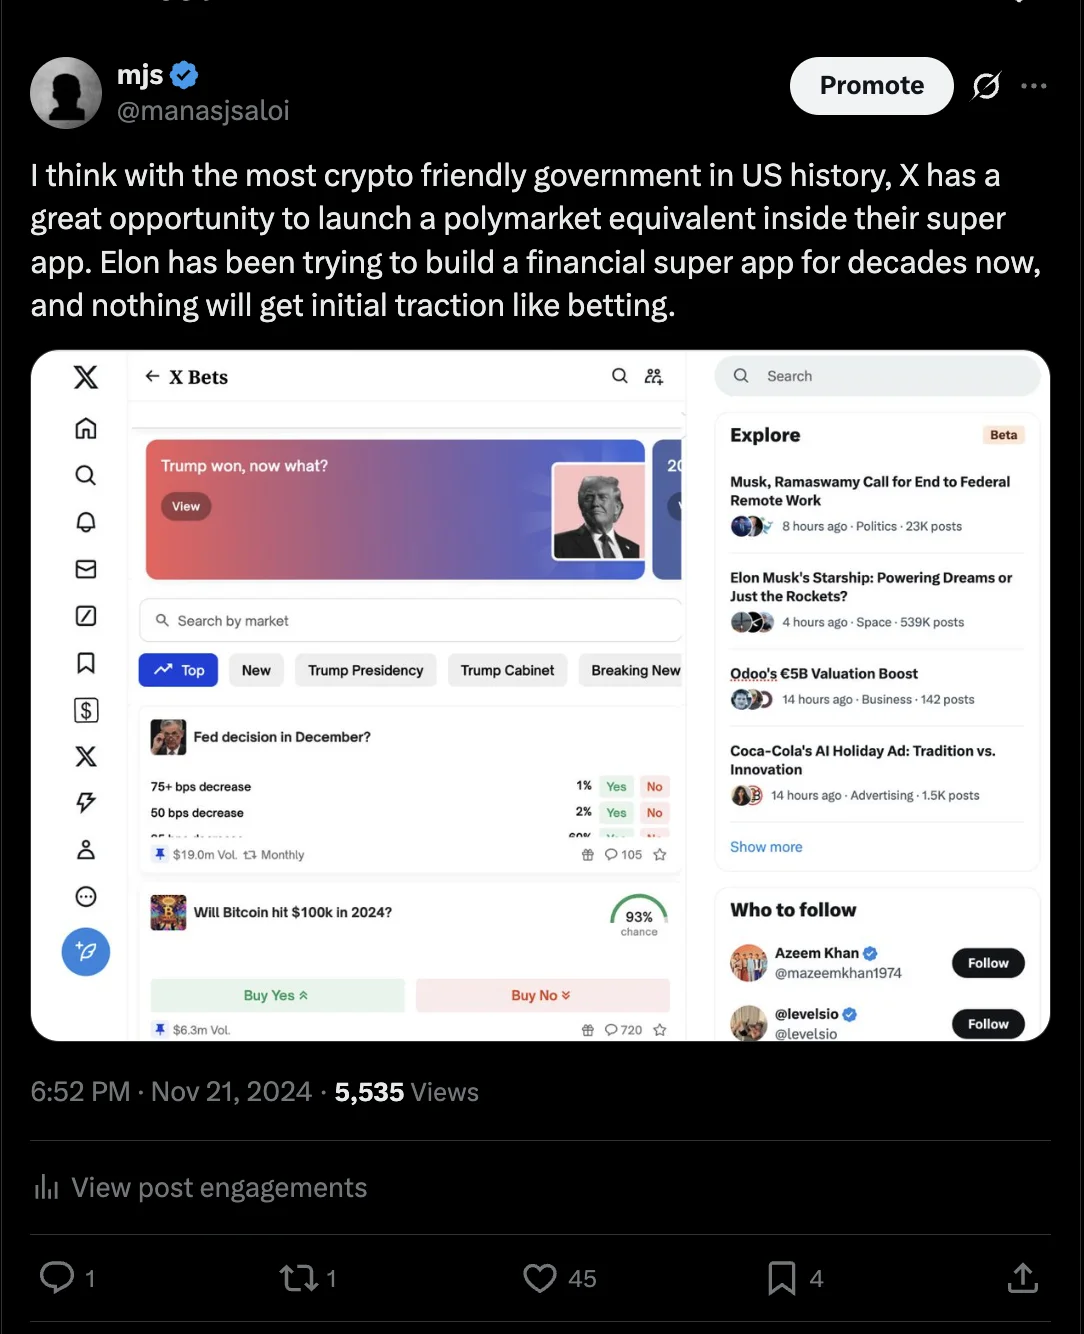 mjs
@manasjsaloi
Promote
I think with the most crypto friendly government in US history, X has a
great opportunity to launch a polymarket equivalent inside their super
app. Elon has been trying to build a financial super app for decades now,
and nothing will get initial traction like betting.
X Bets
Trump won, now what?
View
20
Search by market
Top New Trump Presidency Trump Cabinet Breaking New
Fed decision in December?
75+ bps decrease 1% Yes No
50 bps decrease 2% Yes No
$19.0m Vol. Monthly 105
Will Bitcoin hit $100k in 2024?
93%
chance
Buy Yes Buy No
$6.3m Vol. 720
Search
Explore Beta
Musk, Ramaswamy Call for End to Federal
Remote Work
8 hours ago · Politics · 23K posts
Elon Musk's Starship: Powering Dreams or
Just the Rockets?
4 hours ago · Space · 539K posts
Odoo's €5B Valuation Boost
14 hours ago · Business · 142 posts
Coca-Cola's AI Holiday Ad: Tradition vs.
Innovation
14 hours ago · Advertising · 1.5K posts
Show more
Who to follow
Azeem Khan
@mazeemkhan1974
Follow
@levelsio
@levelsio
Follow
6:52 PM · Nov 21, 2024 · 5,535 Views
View post engagements
1 1 45 4